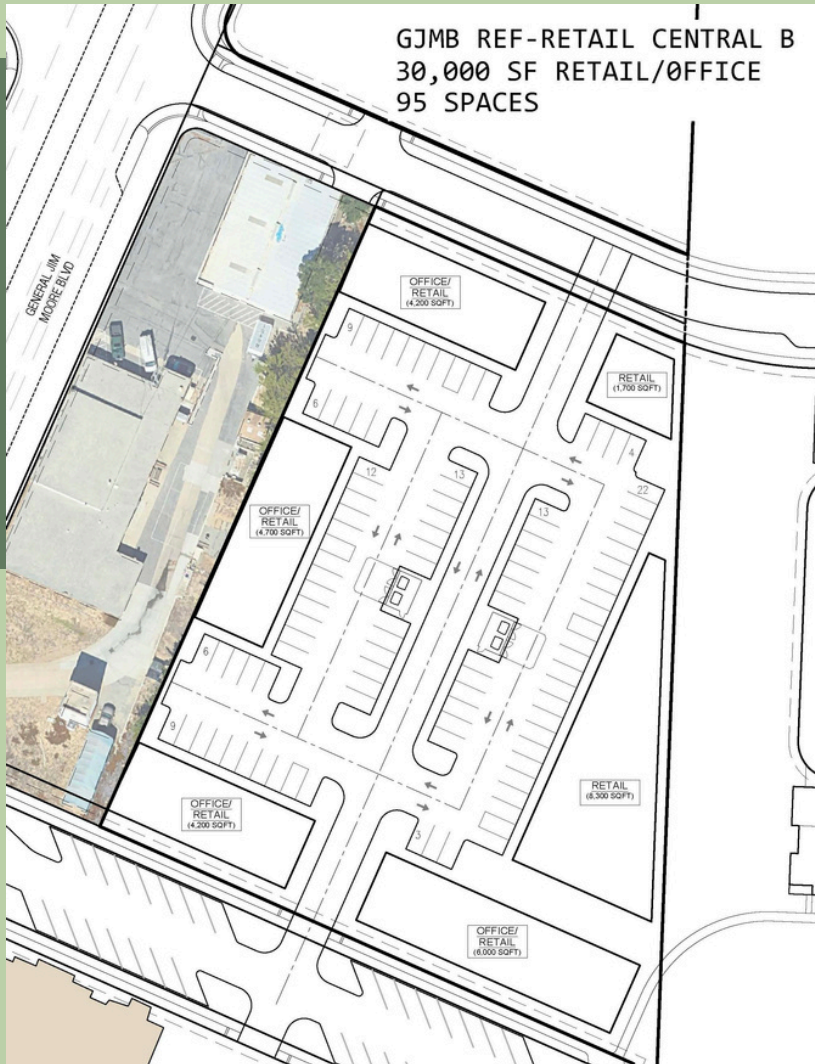 GJMB REF-RETAIL CENTRAL B
30,000 SF RETAIL/0FFICE
95 SPACES
GENERAL JIM
MOORE BLVD
OFFICE/
RETAIL
(4,200 SQFT)
9
RETAIL
(1,700 SQFT)
6
4
12
13
22
13
OFFICE/
RETAIL
(4,700 SQFT)
6
9
RETAIL
(8,300 SQFT)
OFFICE/
RETAIL
(4,200 SQFT)
3
OFFICE/
RETAIL
(6,000 SQFT)